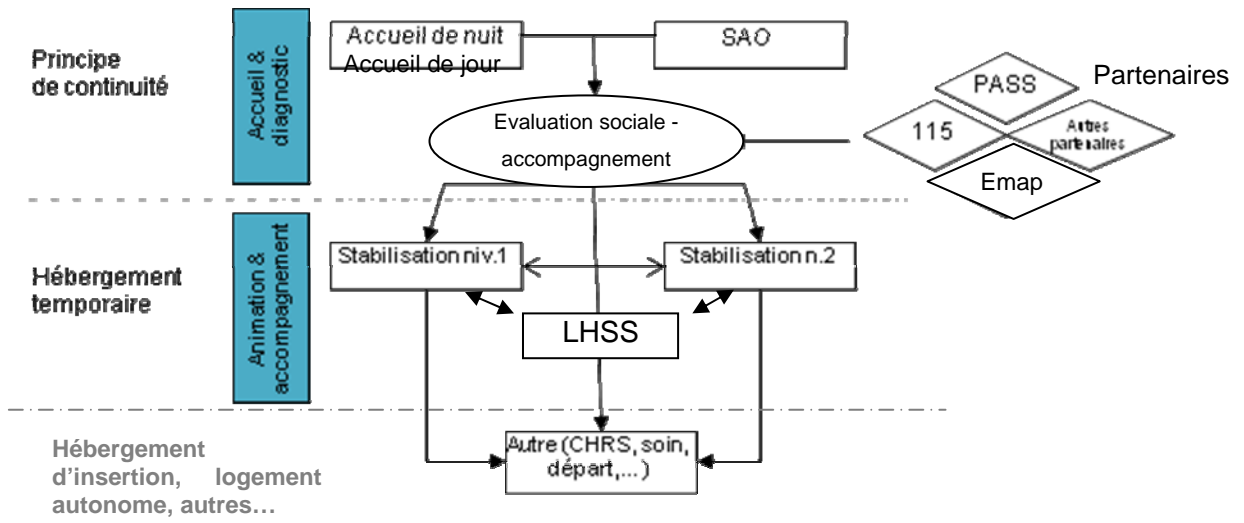 Principe
de continuité
Accueil &
diagnostic
Accueil de nuit
Accueil de jour
SAO
Partenaires
PASS
115
Autres
partenaires
Emap
Evaluation sociale -
accompagnement
Hébergement
temporaire
Animation &
accompagnement
Stabilisation niv.1
Stabilisation n.2
LHSS
Hébergement
d’insertion, logement
autonome, autres…
Autre (CHRS, soin,
départ,...)